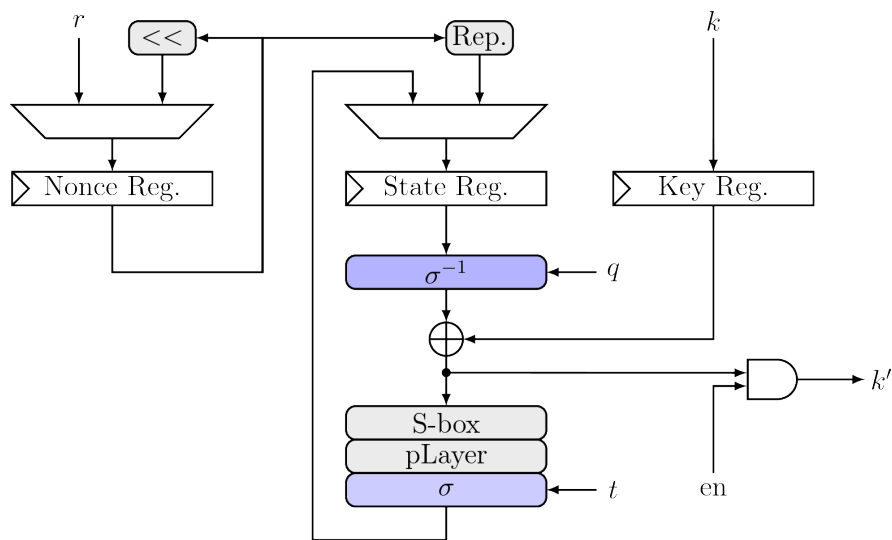 r
<<
Rep.
k
Nonce Reg.
State Reg.
Key Reg.
σ⁻¹
q
k′
S-box
pLayer
σ
t
en